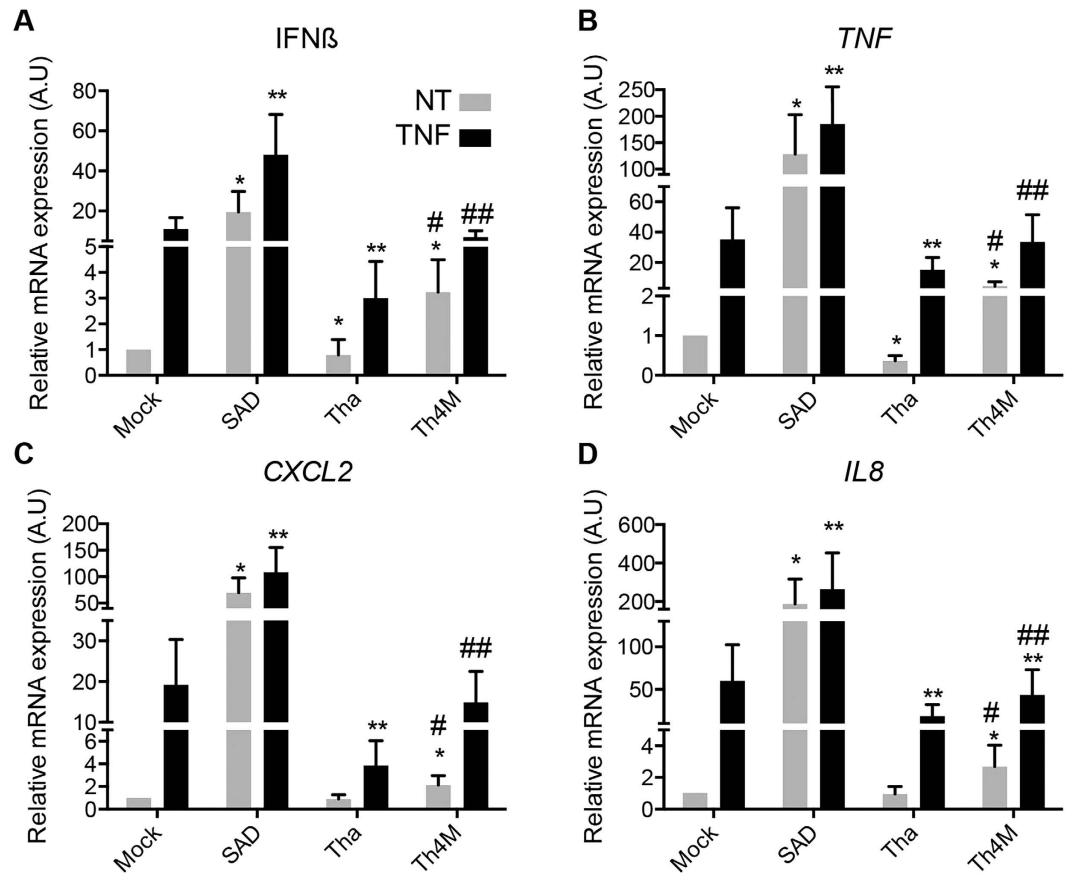 A
IFNß
Relative mRNA expression (A.U)
80
60
40
20
5
4
3
2
1
0
NT
TNF
*
**
*
**
#
*
##
Mock
SAD
Tha
Th4M
B
TNF
Relative mRNA expression (A.U)
250
200
150
100
60
40
20
2
1
0
*
**
*
**
#
*
##
Mock
SAD
Tha
Th4M
C
CXCL2
Relative mRNA expression (A.U)
200
150
100
50
30
20
10
6
4
2
0
*
**
**
#
*
##
Mock
SAD
Tha
Th4M
D
IL8
Relative mRNA expression (A.U)
600
400
200
100
50
4
2
0
*
**
**
#
*
##
**
Mock
SAD
Tha
Th4M